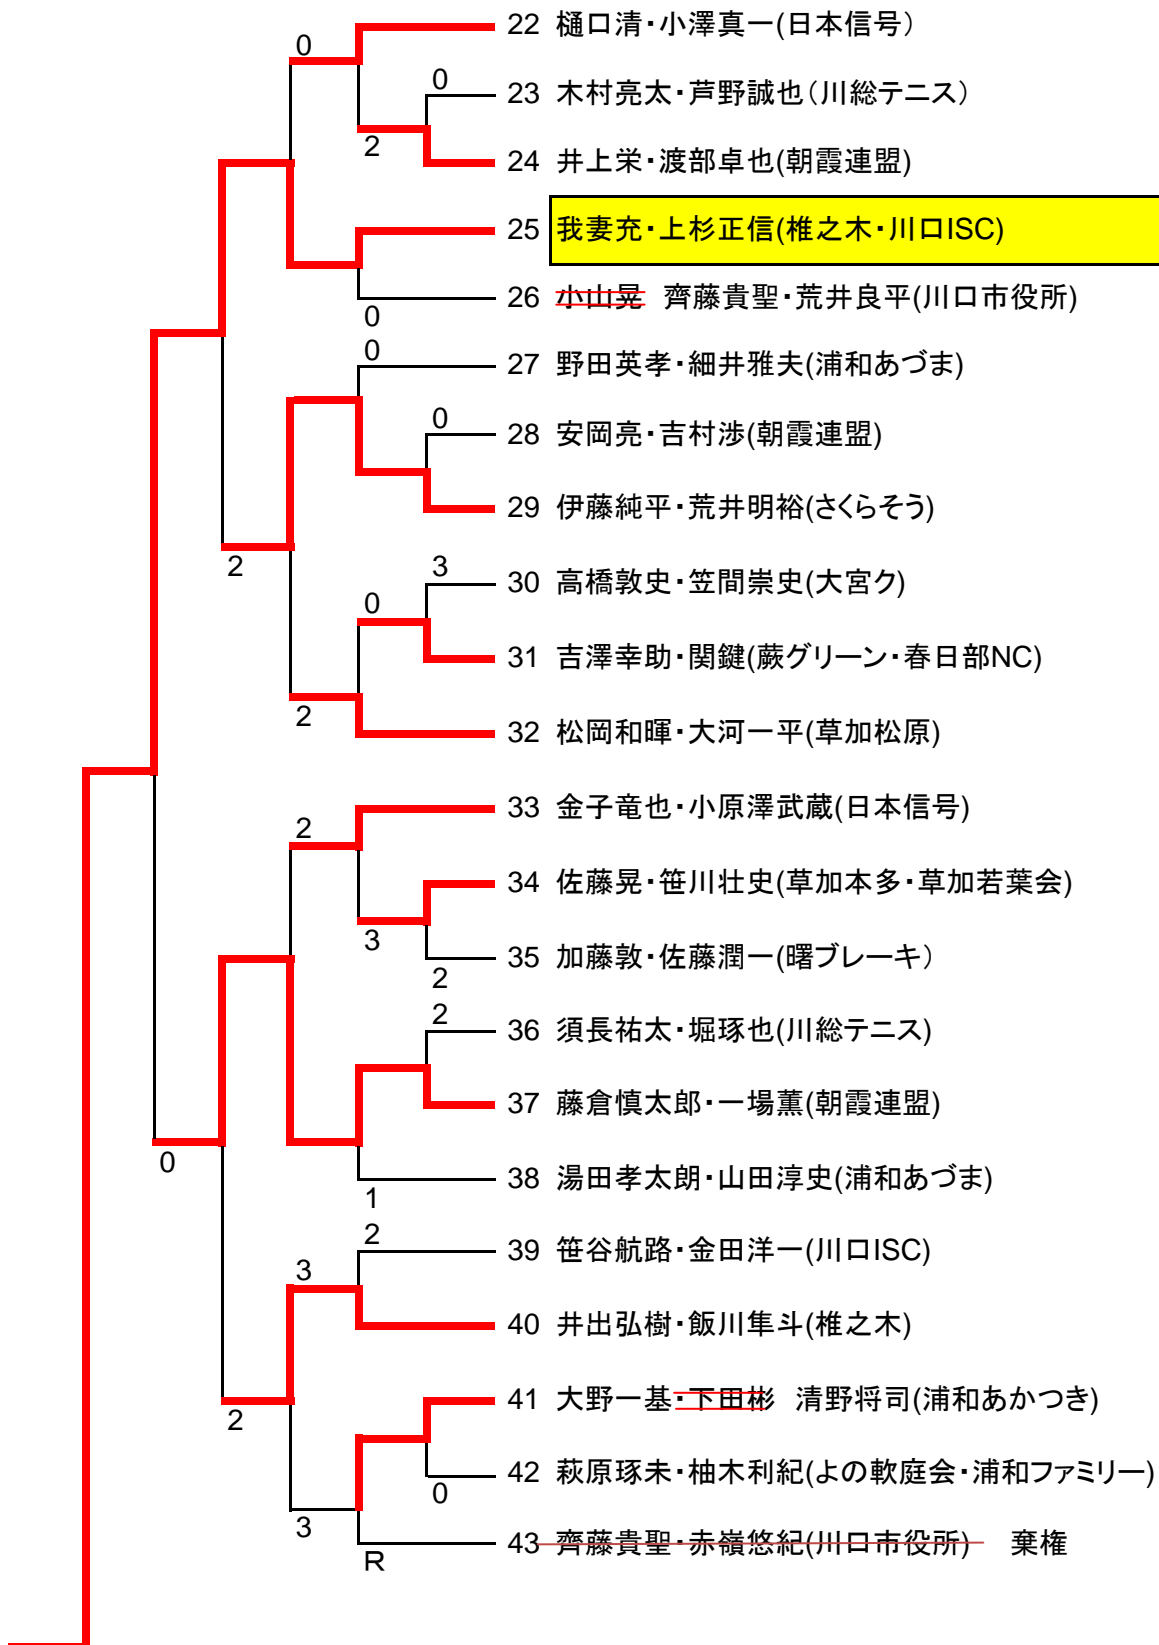 22 樋口清・小澤真一(日本信号)
0
0
23 木村亮太・芦野誠也(川総テニス)
2
24 井上栄・渡部卓也(朝霞連盟)
25 我妻充・上杉正信(椎之木・川口ISC)
26 小山晃 齊藤貴聖・荒井良平(川口市役所)
0
0
27 野田英孝・細井雅夫(浦和あづま)
0
28 安岡亮・吉村渉(朝霞連盟)
29 伊藤純平・荒井明裕(さくらそう)
2
3
30 高橋敦史・笠間崇史(大宮ク)
0
31 吉澤幸助・関鍵(蕨グリーン・春日部NC)
2
32 松岡和暉・大河一平(草加松原)
33 金子竜也・小原澤武蔵(日本信号)
2
34 佐藤晃・笹川壮史(草加本多・草加若葉会)
3
35 加藤敦・佐藤潤一(曙ブレーキ)
2
2
36 須長祐太・堀琢也(川総テニス)
37 藤倉慎太郎・一場薫(朝霞連盟)
0
38 湯田孝太朗・山田淳史(浦和あづま)
1
2
39 笹谷航路・金田洋一(川口ISC)
3
40 井出弘樹・飯川隼斗(椎之木)
41 大野一基・下田彬 清野将司(浦和あかつき)
2
42 萩原琢未・柚木利紀(よの軟庭会・浦和ファミリー)
0
3
43 齊藤貴聖・赤嶺悠紀(川口市役所) 棄権
R